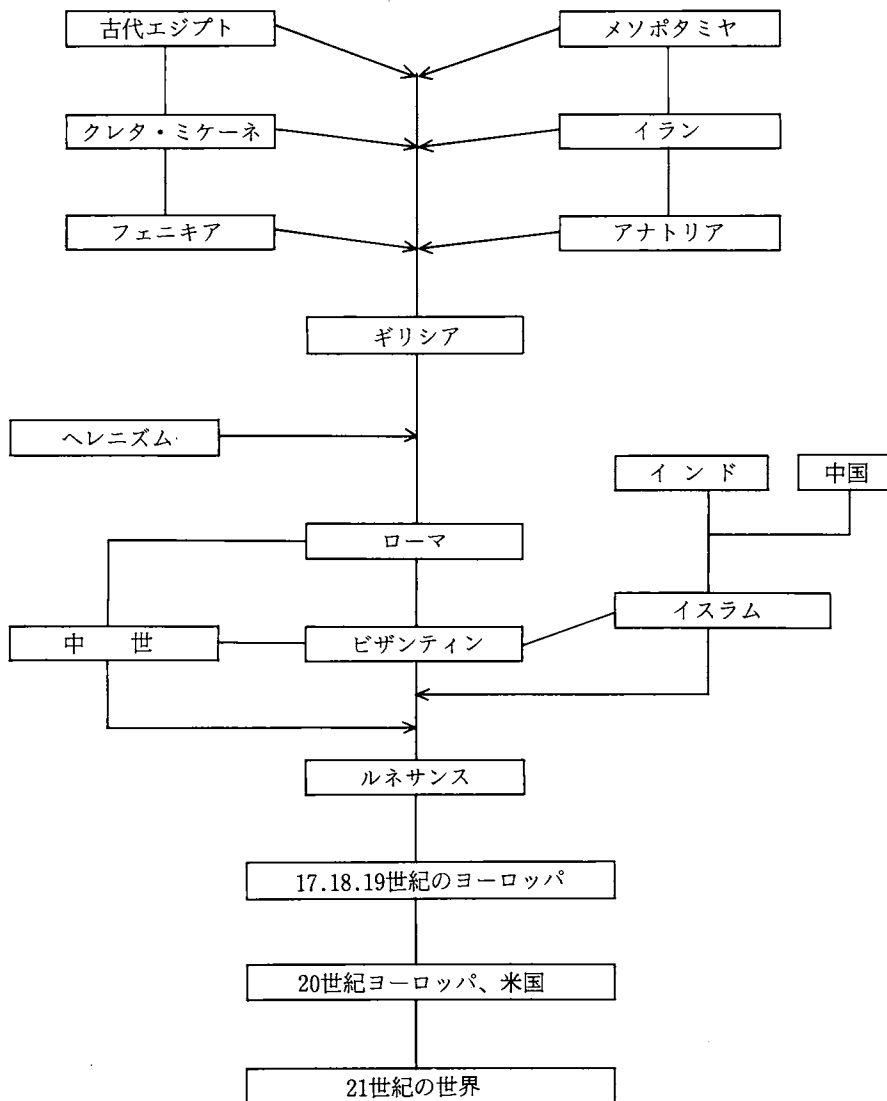 古代エジプト
メソポタミヤ
クレタ・ミケーネ
イラン
フェニキア
アナトリア
ギリシア
ヘレニズム
インド
中国
ローマ
イスラム
中世
ビザンティン
ルネサンス
17.18.19世紀のヨーロッパ
20世紀ヨーロッパ、米国
21世紀の世界